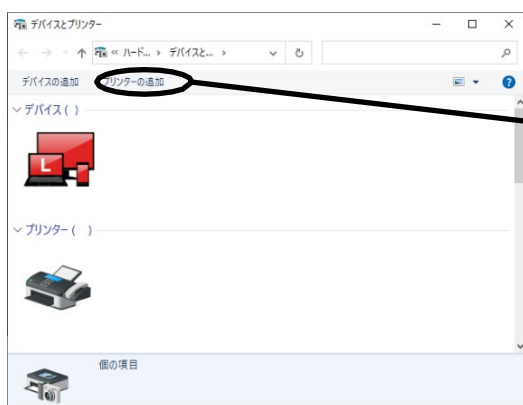 デバイスとプリンター
« ハード... › デバイスと... ›
デバイスの追加 プリンターの追加
デバイス ( )
L
プリンター ( )
個の項目